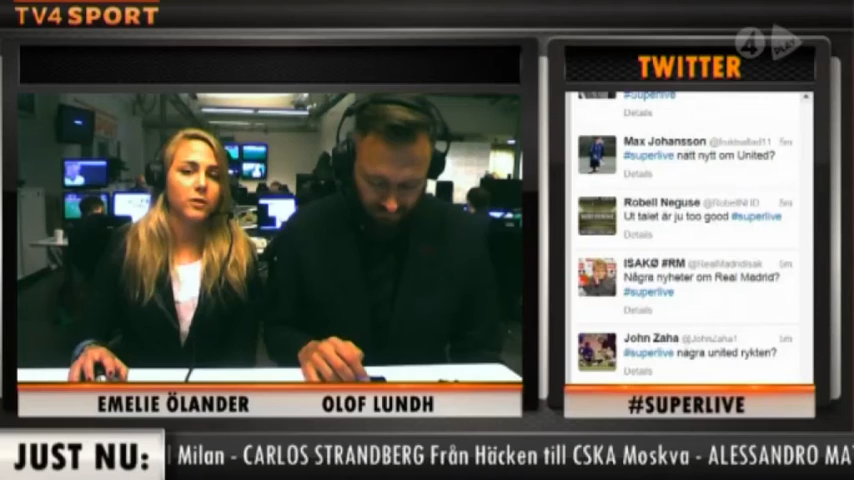 TV4 SPORT
4 PLAY
TWITTER
#superlive
Details
Max Johansson
5m
#superlive nått nytt om United?
Details
Robell Neguse @RobelNHD 5m
Ut talet är ju too good #superlive
Details
ISAKØ #RM @RealMadridIsak 5m
Några nyheter om Real Madrid?
#superlive
Details
John Zaha @JohnZaha1 5m
#superlive några united rykten?
Details
EMELIE ÖLANDER
OLOF LUNDH
#SUPERLIVE
JUST NU:
Milan - CARLOS STRANDBERG Från Häcken till CSKA Moskva - ALESSANDRO MA